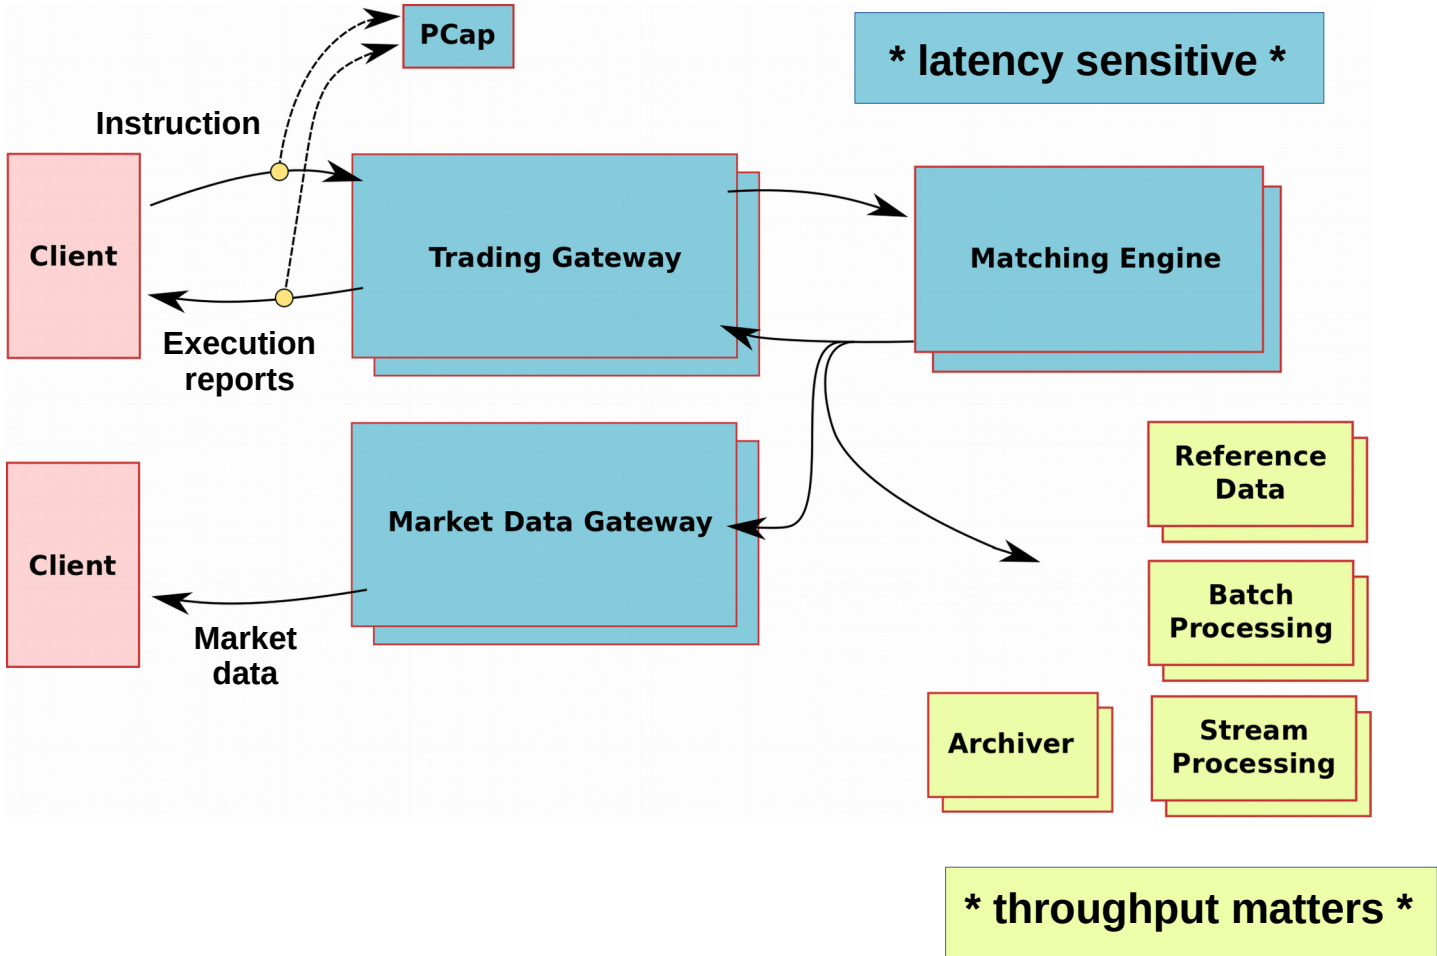 PCap
* latency sensitive *
Instruction
Client
Trading Gateway
Matching Engine
Execution
reports
Reference
Data
Client
Market Data Gateway
Batch
Processing
Market
data
Archiver
Stream
Processing
* throughput matters *